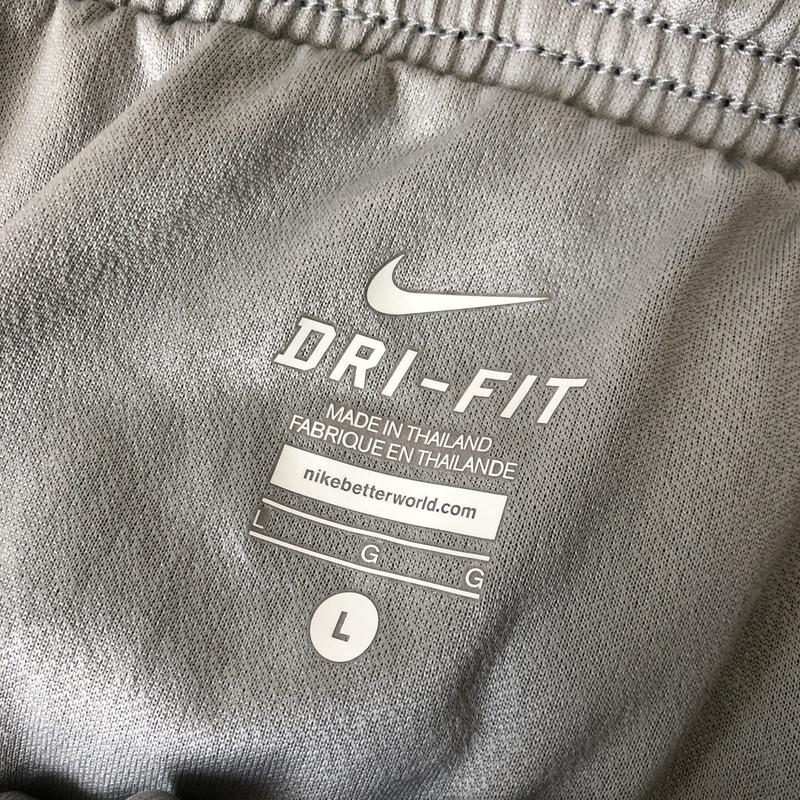 DRI-FIT
MADE IN THAILAND
FABRIQUE EN THAILANDE
nikebetterworld.com
L G G
L